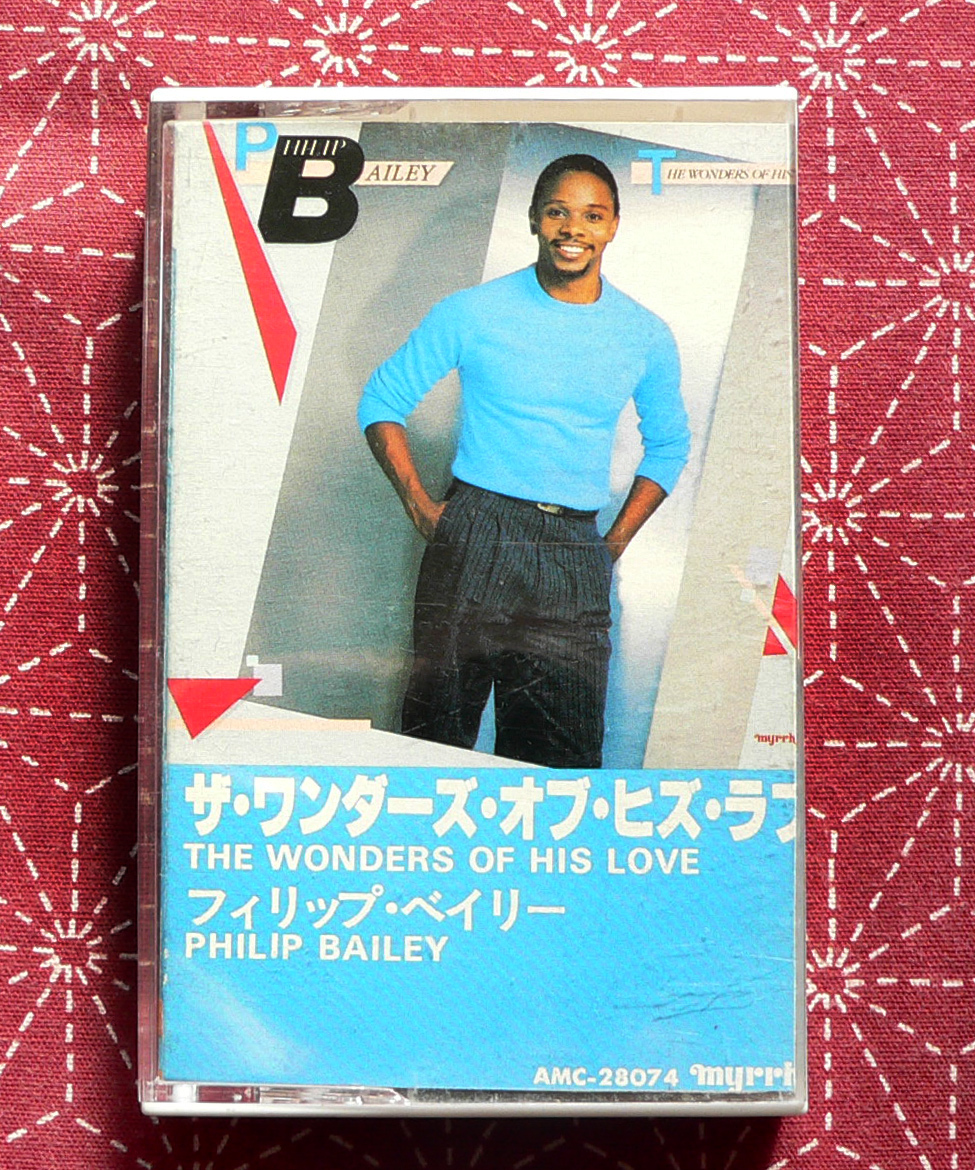 PHILIP BAILEY
THE WONDERS OF HIS
myrrh
ザ・ワンダーズ・オブ・ヒズ・ラブ
THE WONDERS OF HIS LOVE
フィリップ・ベイリー
PHILIP BAILEY
AMC-28074 myrrh